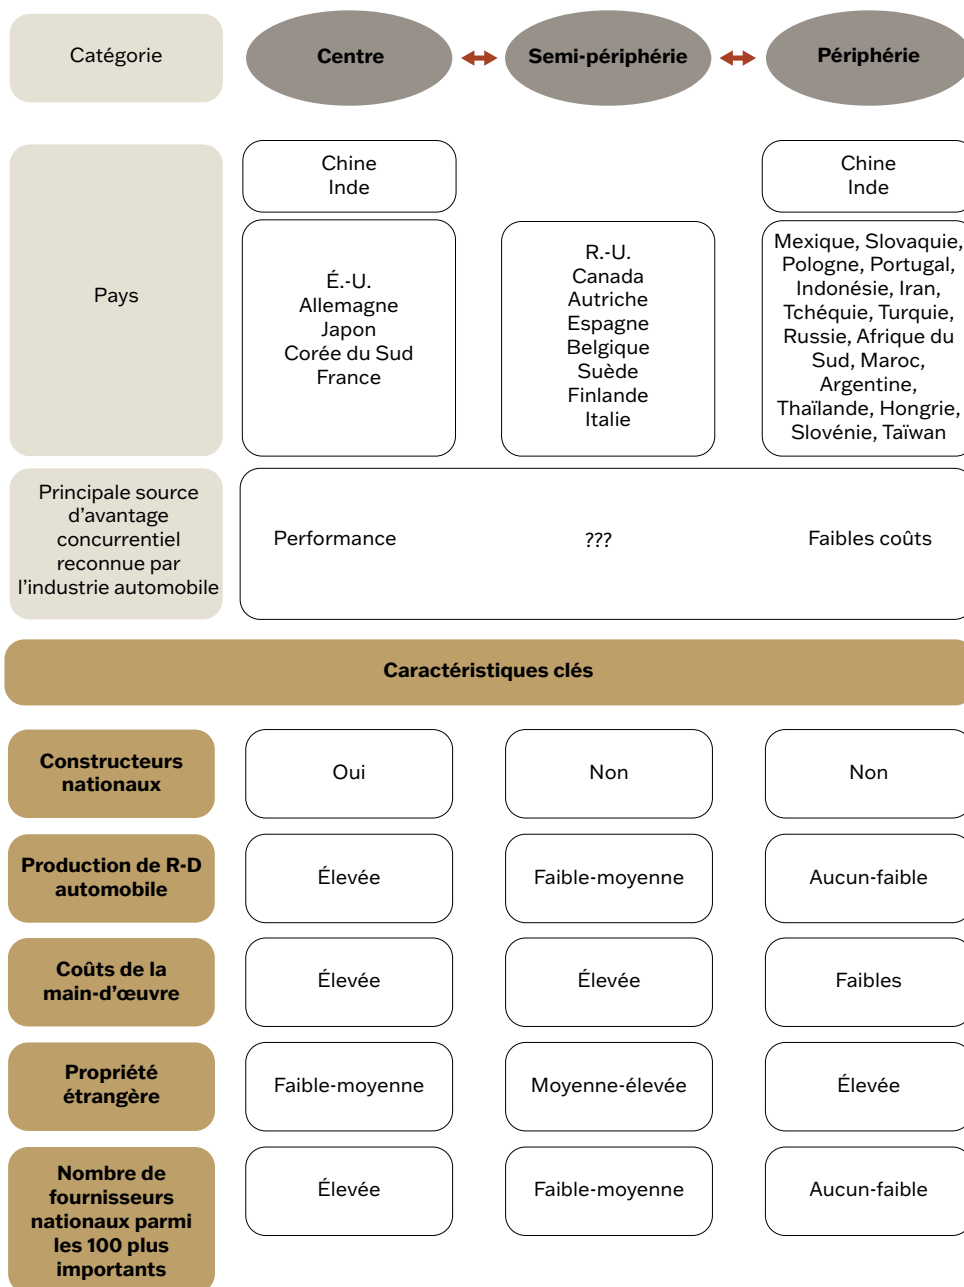 Catégorie
Centre
Semi-périphérie
Périphérie
Pays
Chine
Inde
É.-U.
Allemagne
Japon
Corée du Sud
France
R.-U.
Canada
Autriche
Espagne
Belgique
Suède
Finlande
Italie
Chine
Inde
Mexique, Slovaquie,
Pologne, Portugal,
Indonésie, Iran,
Tchéquie, Turquie,
Russie, Afrique du
Sud, Maroc,
Argentine,
Thaïlande, Hongrie,
Slovénie, Taïwan
Principale source
d’avantage
concurrentiel
reconnue par
l’industrie automobile
Performance
???
Faibles coûts
Caractéristiques clés
Constructeurs
nationaux
Oui
Non
Non
Production de R-D
automobile
Élevée
Faible-moyenne
Aucun-faible
Coûts de la
main-d’œuvre
Élevée
Élevée
Faibles
Propriété
étrangère
Faible-moyenne
Moyenne-élevée
Élevée
Nombre de
fournisseurs
nationaux parmi
les 100 plus
importants
Élevée
Faible-moyenne
Aucun-faible